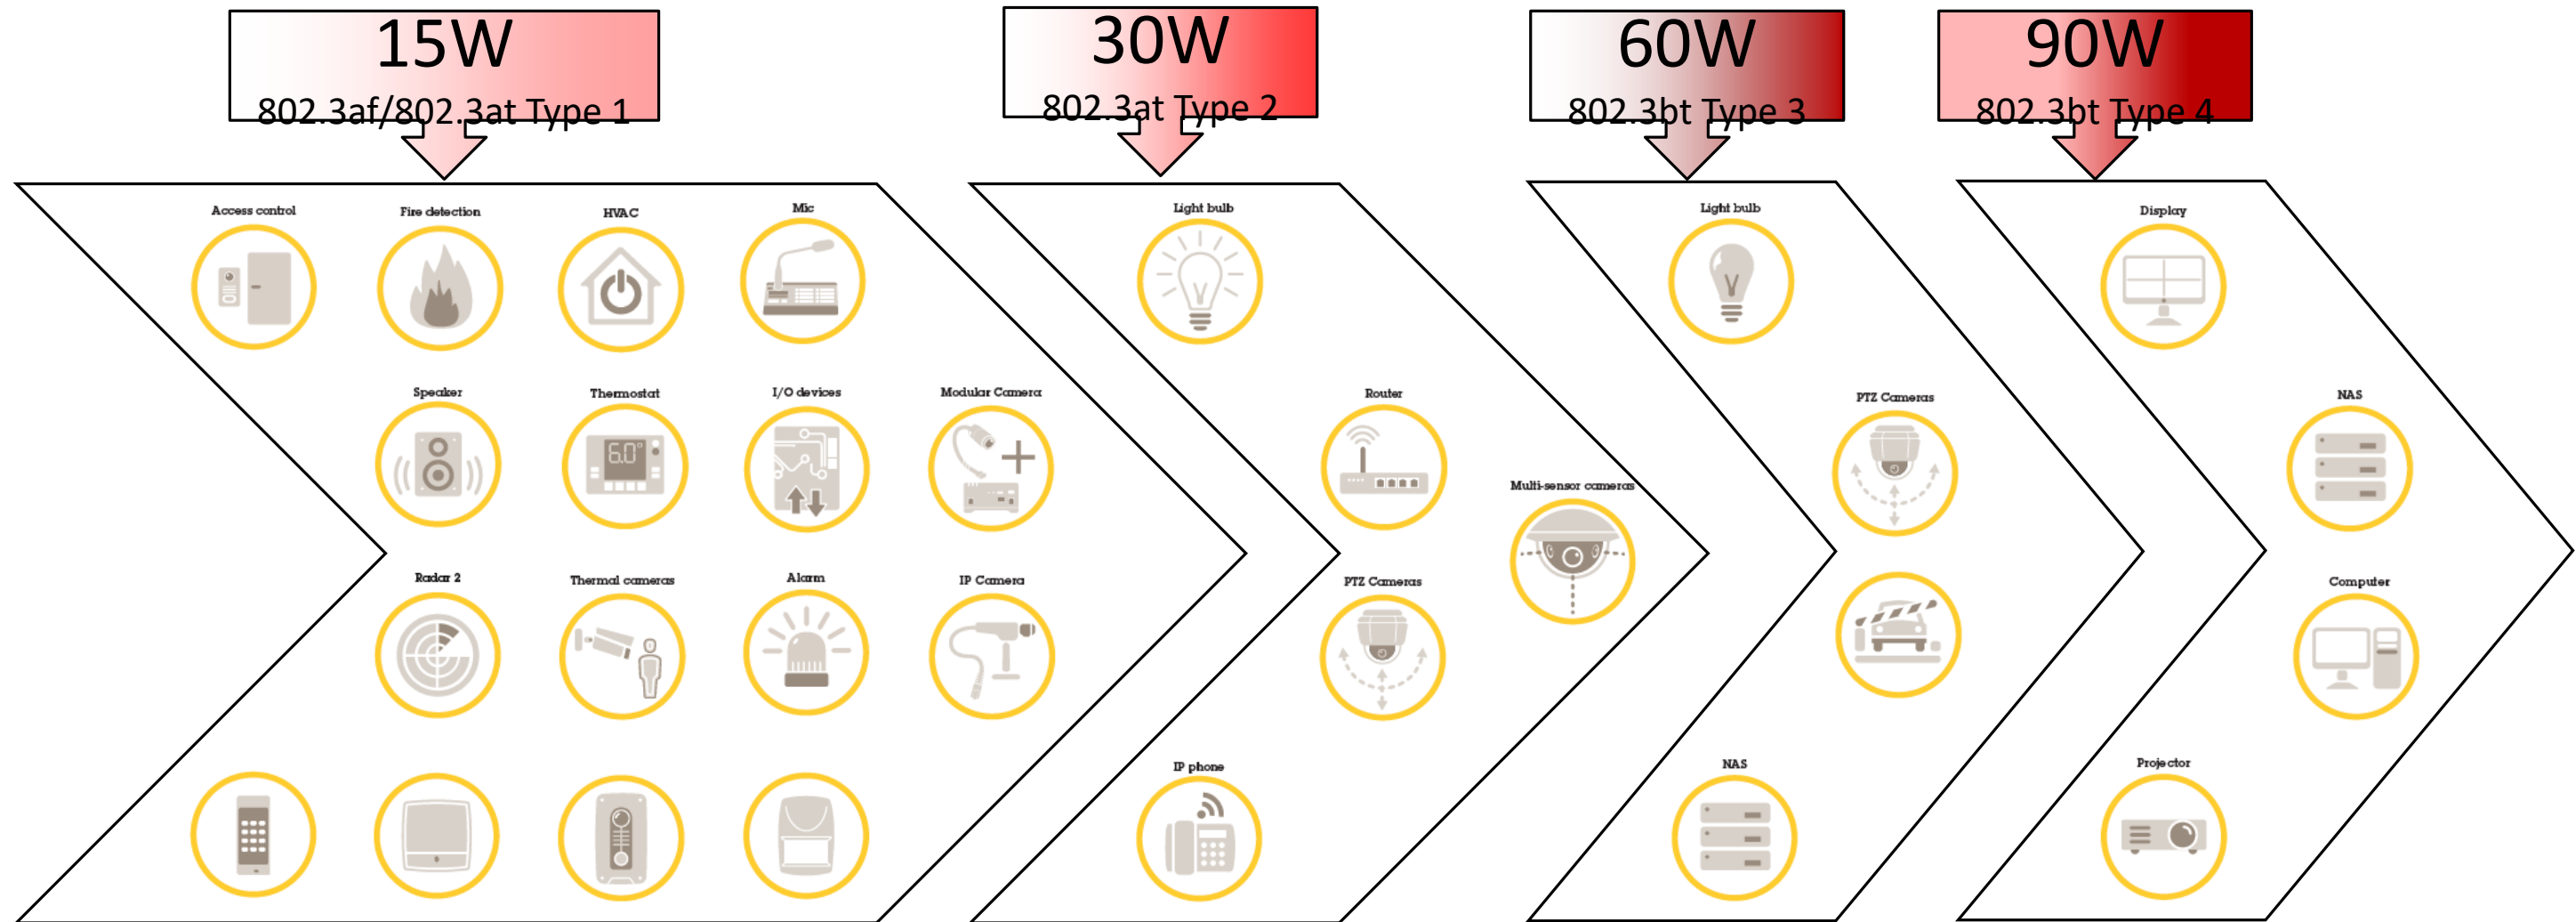 15W
802.3af/802.3at Type 1
30W
802.3at Type 2
60W
802.3bt Type 3
90W
802.3bt Type 4
Access control
Fire detection
HVAC
Mic
Speaker
Thermostat
6.0°
I/O devices
Modular Camera
Radar 2
Thermal cameras
Alarm
IP Camera
Light bulb
Router
Multi-sensor cameras
PTZ Cameras
IP phone
Light bulb
PTZ Cameras
NAS
Display
NAS
Computer
Projector